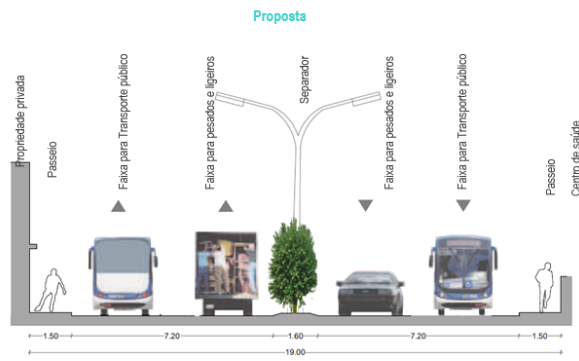 Proposta
Propriedade privada
Passeio
Faixa para Transporte público
Faixa para pesados e ligeiros
Separador
Faixa para pesados e ligeiros
Faixa para Transporte público
Passeio
Centro de saúde
1.50
7.20
1.60
7.20
1.50
19.00